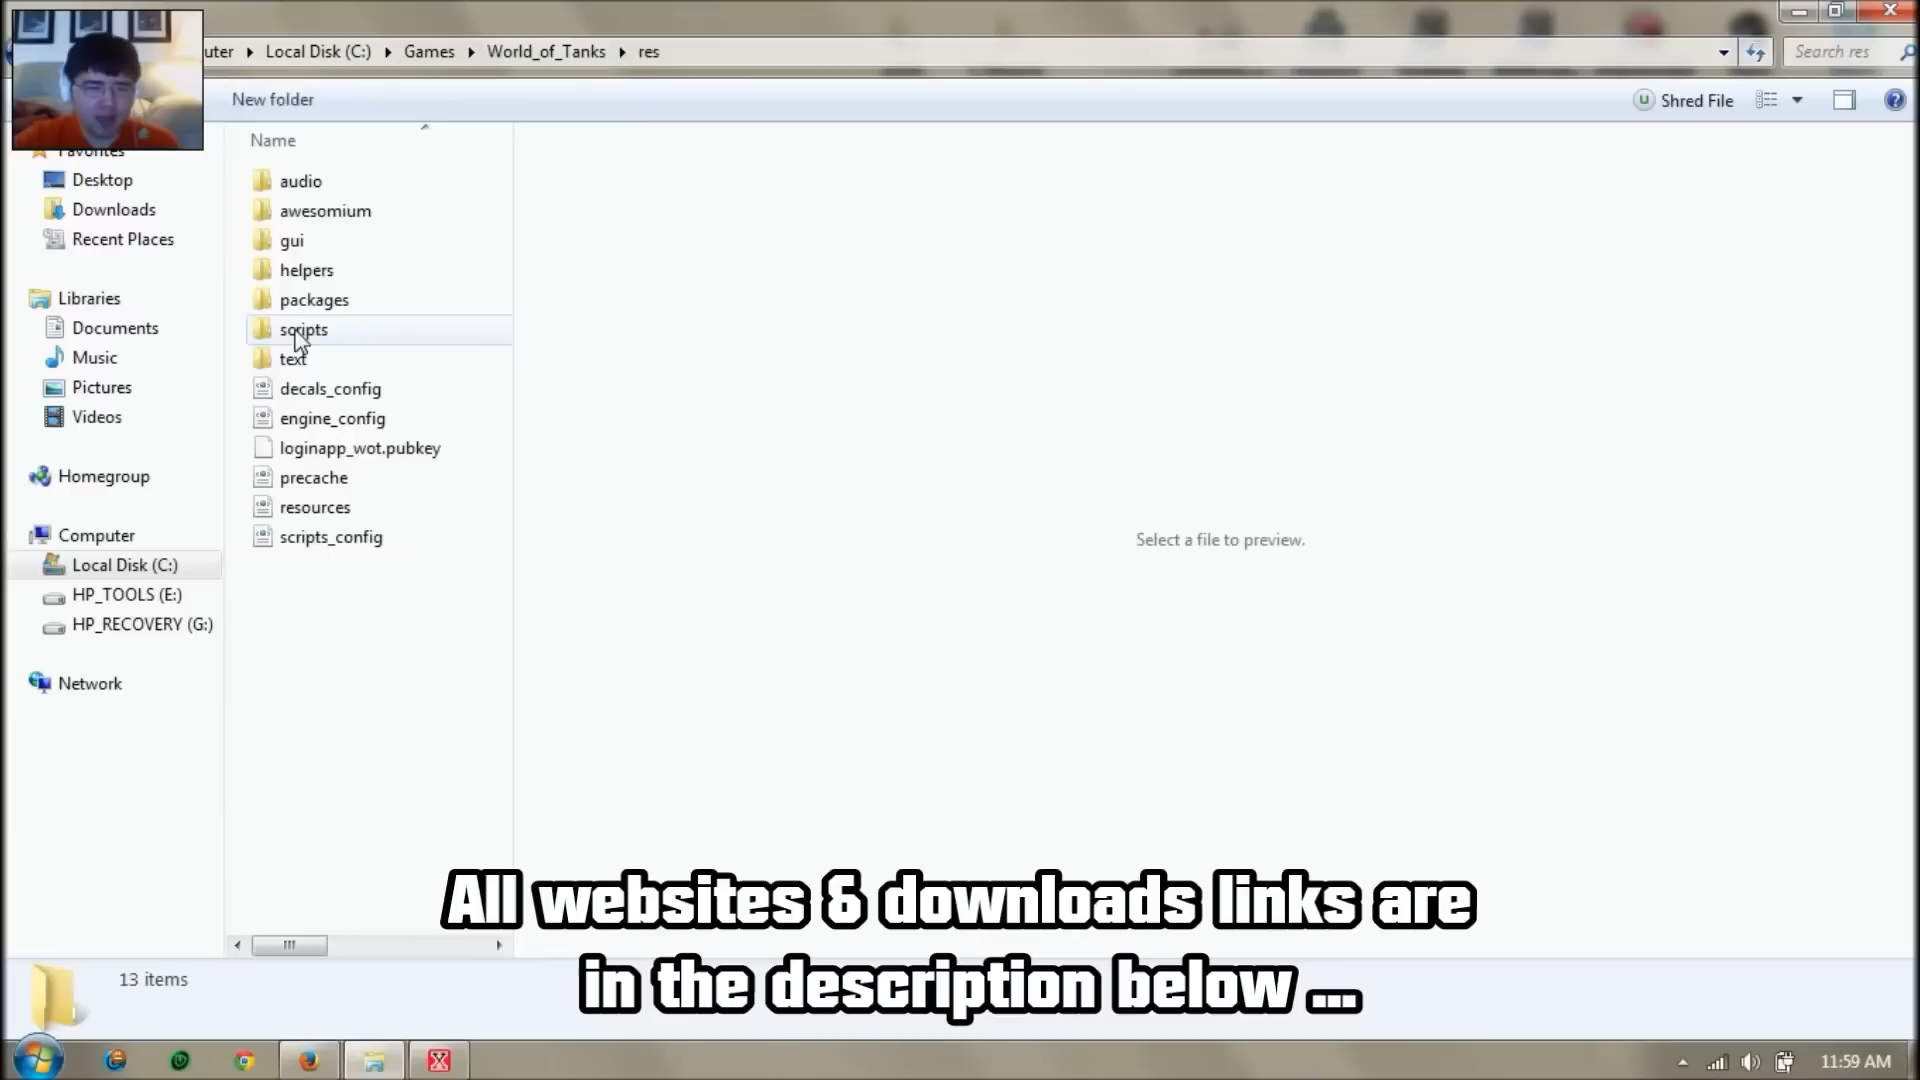 uter ▸ Local Disk (C:) ▸ Games ▸ World_of_Tanks ▸ res
Search res
New folder
Shred File
Favorites
Desktop
Downloads
Recent Places
Libraries
Documents
Music
Pictures
Videos
Homegroup
Computer
Local Disk (C:)
HP_TOOLS (E:)
HP_RECOVERY (G:)
Network
Name
audio
awesomium
gui
helpers
packages
scripts
text
decals_config
engine_config
loginapp_wot.pubkey
precache
resources
scripts_config
Select a file to preview.
13 items
All websites & downloads links are
in the description below ...
11:59 AM